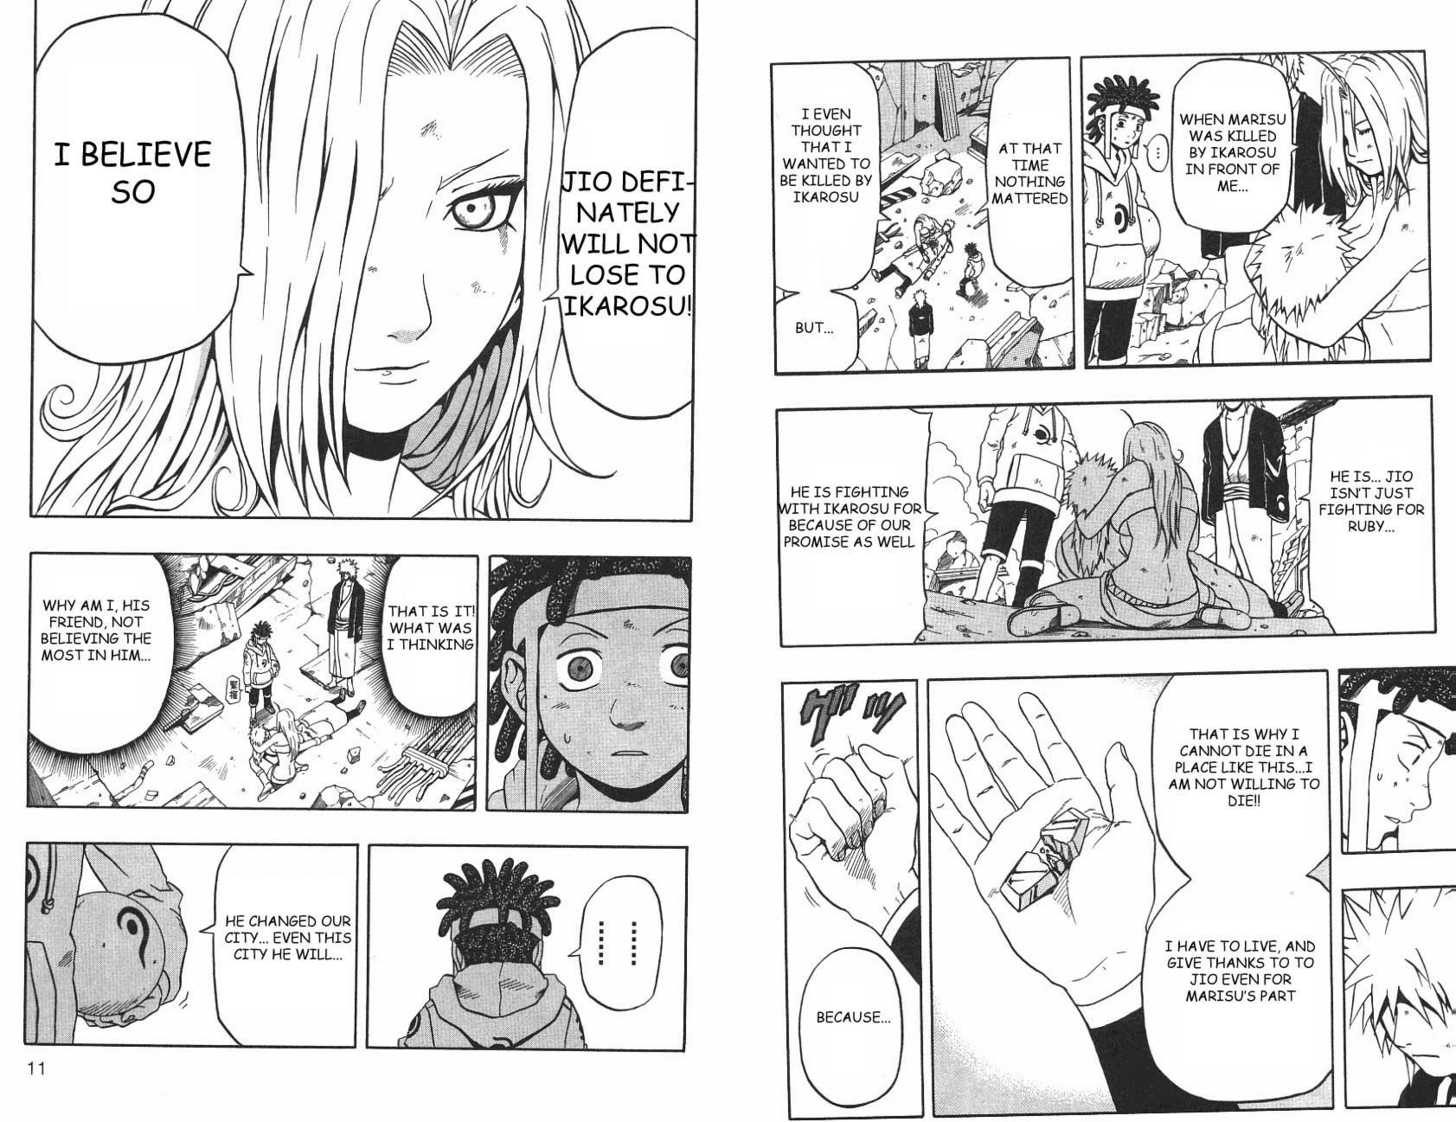 WHEN MARISU
WAS KILLED
BY IKAROSU
IN FRONT OF
ME...
...
AT THAT
TIME
NOTHING
MATTERED
I EVEN
THOUGHT
THAT I
WANTED TO
BE KILLED BY
IKAROSU
BUT...
HE IS... JIO
ISN'T JUST
FIGHTING FOR
RUBY...
HE IS FIGHTING
WITH IKAROSU FOR
BECAUSE OF OUR
PROMISE AS WELL
THAT IS WHY I
CANNOT DIE IN A
PLACE LIKE THIS...I
AM NOT WILLING TO
DIE!!
I HAVE TO LIVE, AND
GIVE THANKS TO TO
JIO EVEN FOR
MARISU'S PART
グッ
BECAUSE...
JIO DEFI-
NATELY
WILL NOT
LOSE TO
IKAROSU!
I BELIEVE
SO
THAT IS IT!
WHAT WAS
I THINKING
WHY AM I, HIS
FRIEND, NOT
BELIEVING THE
MOST IN HIM...
............
HE CHANGED OUR
CITY... EVEN THIS
CITY HE WILL...
11